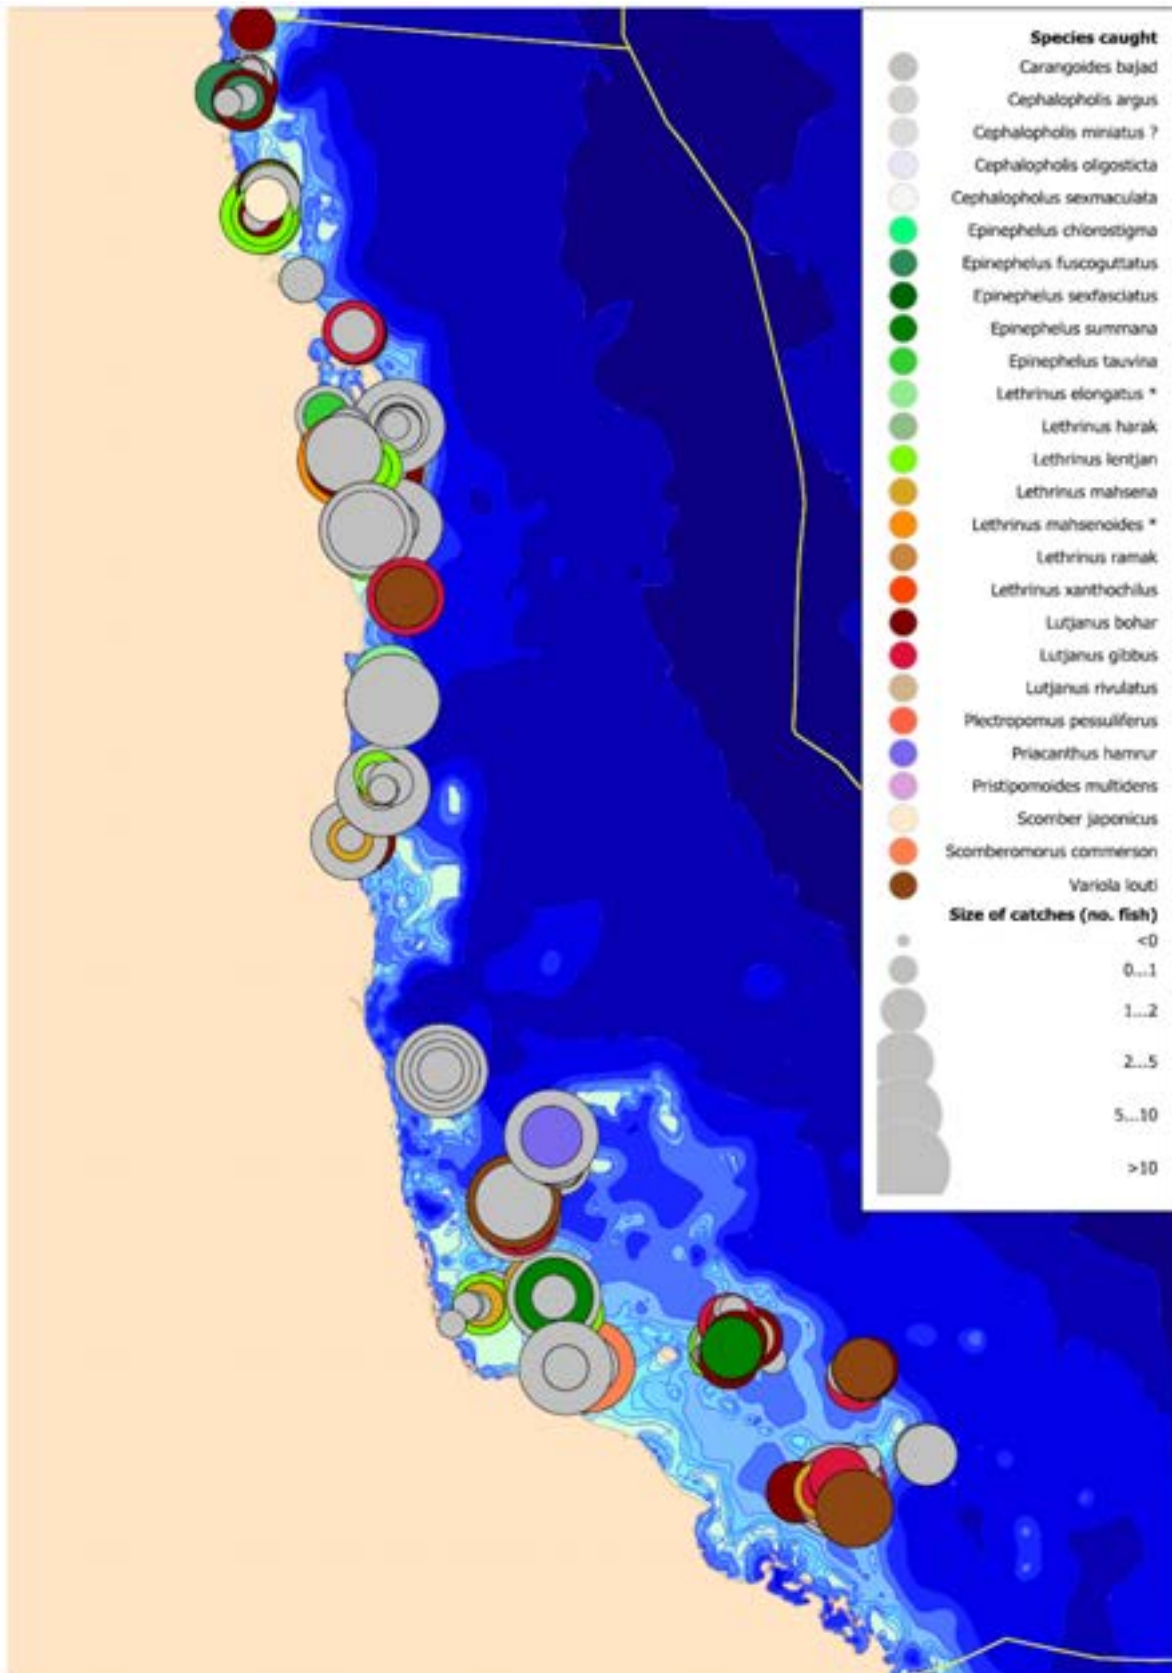 Species caught
Carangoides bajad
Cephalopholis argus
Cephalopholis miniatus ?
Cephalopholis oligosticta
Cephalopholus sexmaculata
Epinephelus chlorostigma
Epinephelus fuscoguttatus
Epinephelus sexfasciatus
Epinephelus summana
Epinephelus tauvina
Lethrinus elongatus *
Lethrinus harak
Lethrinus lentjan
Lethrinus mahsena
Lethrinus mahsenoides *
Lethrinus ramak
Lethrinus xanthochilus
Lutjanus bohar
Lutjanus gibbus
Lutjanus rivulatus
Plectropomus pessuliferus
Priacanthus hamrur
Pristipomoides multidens
Scomber japonicus
Scomberomorus commerson
Variola louti
Size of catches (no. fish)
<0
0...1
1...2
2...5
5...10
>10